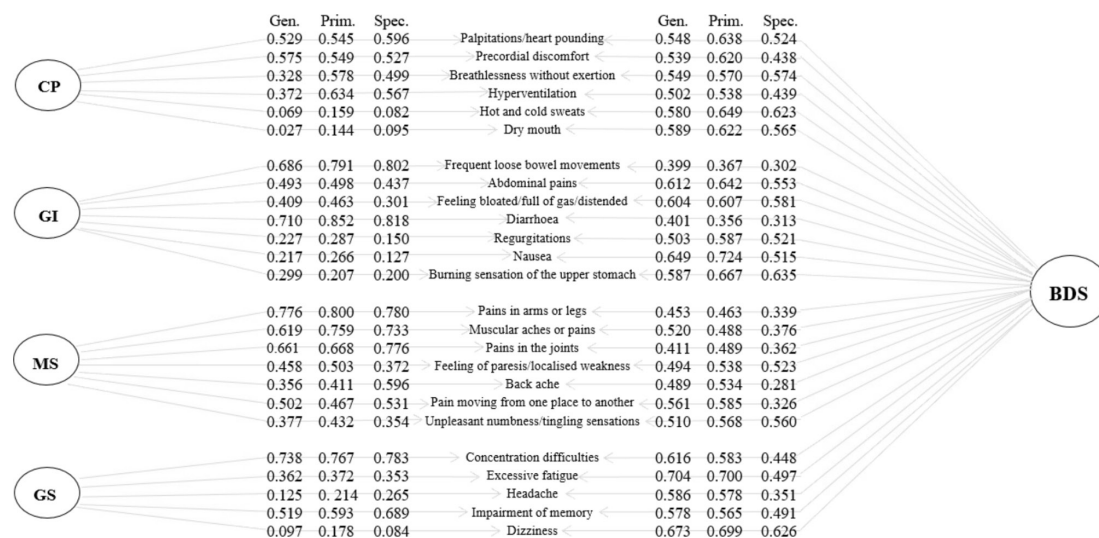 Gen. Prim. Spec. Gen. Prim. Spec.
0.529 0.545 0.596 Palpitations/heart pounding 0.548 0.638 0.524
0.575 0.549 0.527 Precordial discomfort 0.539 0.620 0.438
CP 0.328 0.578 0.499 Breathlessness without exertion 0.549 0.570 0.574
0.372 0.634 0.567 Hyperventilation 0.502 0.538 0.439
0.069 0.159 0.082 Hot and cold sweats 0.580 0.649 0.623
0.027 0.144 0.095 Dry mouth 0.589 0.622 0.565
0.686 0.791 0.802 Frequent loose bowel movements 0.399 0.367 0.302
0.493 0.498 0.437 Abdominal pains 0.612 0.642 0.553
0.409 0.463 0.301 Feeling bloated/full of gas/distended 0.604 0.607 0.581
GI 0.710 0.852 0.818 Diarrhoea 0.401 0.356 0.313
0.227 0.287 0.150 Regurgitations 0.503 0.587 0.521
0.217 0.266 0.127 Nausea 0.649 0.724 0.515
0.299 0.207 0.200 Burning sensation of the upper stomach 0.587 0.667 0.635
BDS
0.776 0.800 0.780 Pains in arms or legs 0.453 0.463 0.339
0.619 0.759 0.733 Muscular aches or pains 0.520 0.488 0.376
0.661 0.668 0.776 Pains in the joints 0.411 0.489 0.362
MS 0.458 0.503 0.372 Feeling of paresis/localised weakness 0.494 0.538 0.523
0.356 0.411 0.596 Back ache 0.489 0.534 0.281
0.502 0.467 0.531 Pain moving from one place to another 0.561 0.585 0.326
0.377 0.432 0.354 Unpleasant numbness/tingling sensations 0.510 0.568 0.560
0.738 0.767 0.783 Concentration difficulties 0.616 0.583 0.448
0.362 0.372 0.353 Excessive fatigue 0.704 0.700 0.497
GS 0.125 0. 214 0.265 Headache 0.586 0.578 0.351
0.519 0.593 0.689 Impairment of memory 0.578 0.565 0.491
0.097 0.178 0.084 Dizziness 0.673 0.699 0.626